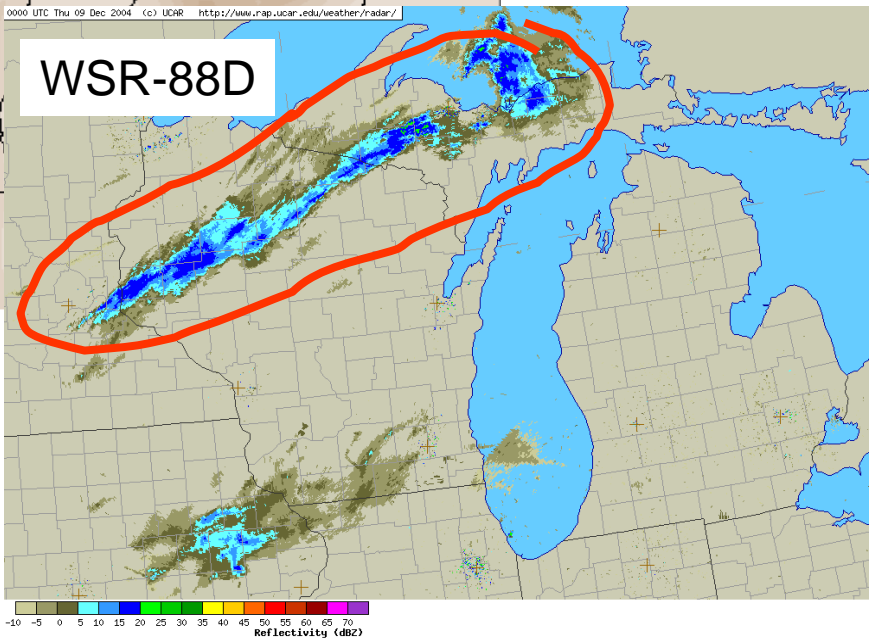 0000 UTC Thu 09 Dec 2004 (c) UCAR http://www.rap.ucar.edu/weather/radar/
WSR-88D
-10 -5 0 5 10 15 20 25 30 35 40 45 50 55 60 65 70
Reflectivity (dBZ)